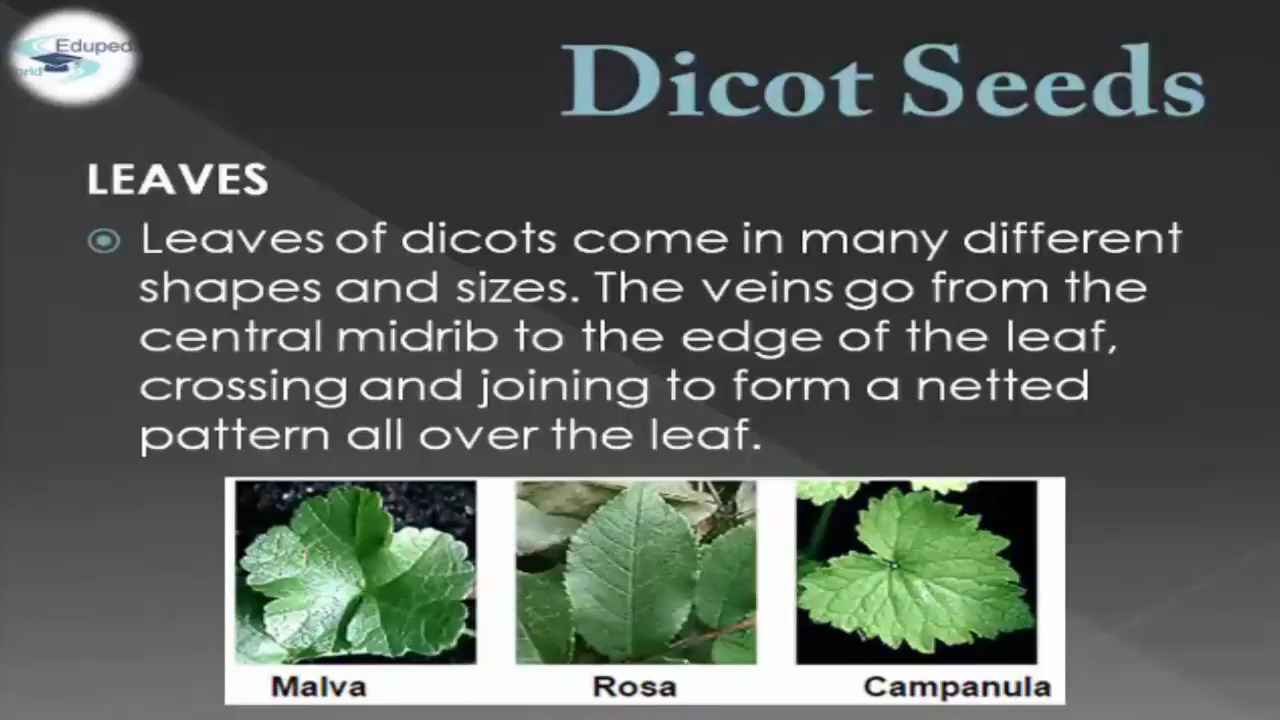 Eduped
orld
Dicot Seeds
LEAVES
Leaves of dicots come in many different
shapes and sizes. The veins go from the
central midrib to the edge of the leaf,
crossing and joining to form a netted
pattern all over the leaf.
Malva Rosa Campanula